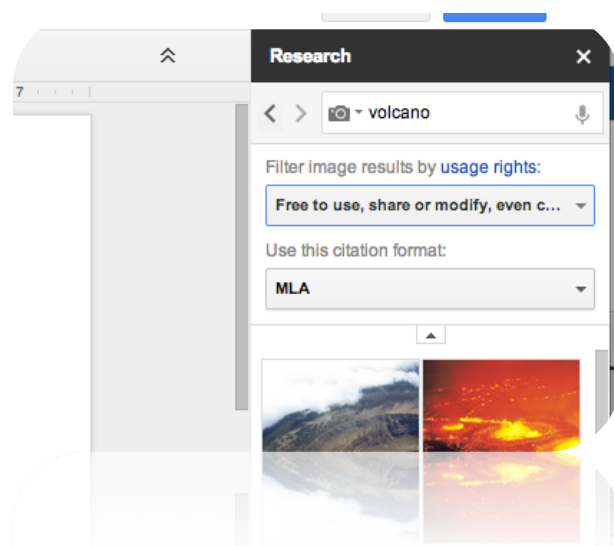 Research
7
volcano
Filter image results by usage rights:
Free to use, share or modify, even c...
Use this citation format:
MLA